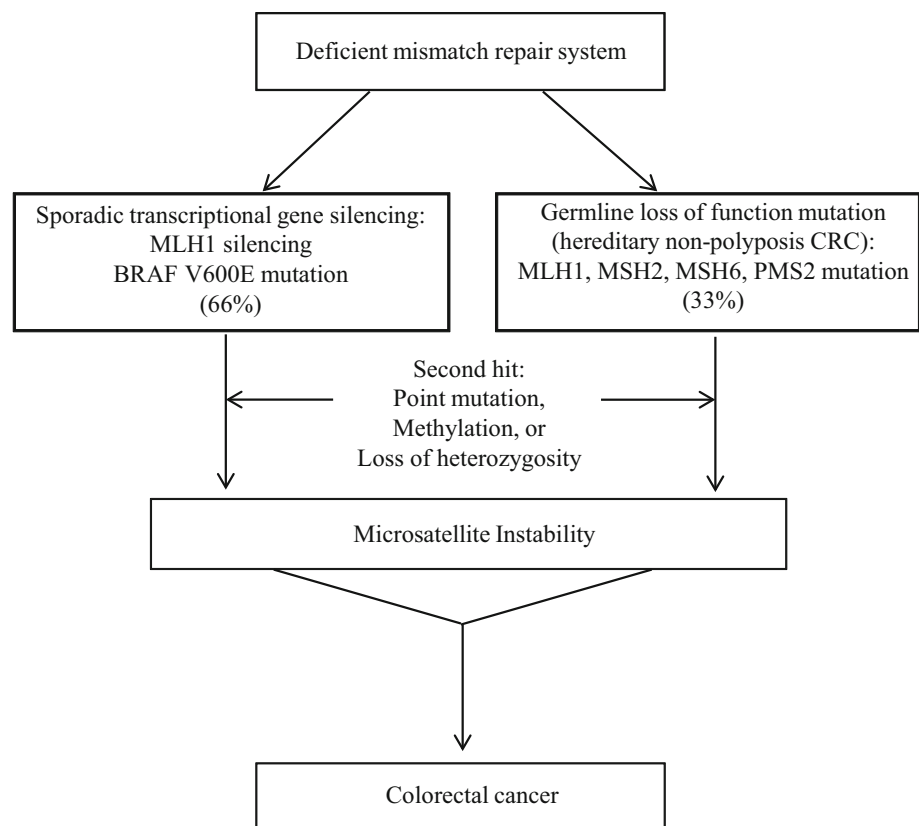 Deficient mismatch repair system
Sporadic transcriptional gene silencing:
MLH1 silencing
BRAF V600E mutation
(66%)
Germline loss of function mutation
(hereditary non-polyposis CRC):
MLH1, MSH2, MSH6, PMS2 mutation
(33%)
Second hit:
Point mutation,
Methylation, or
Loss of heterozygosity
Microsatellite Instability
Colorectal cancer